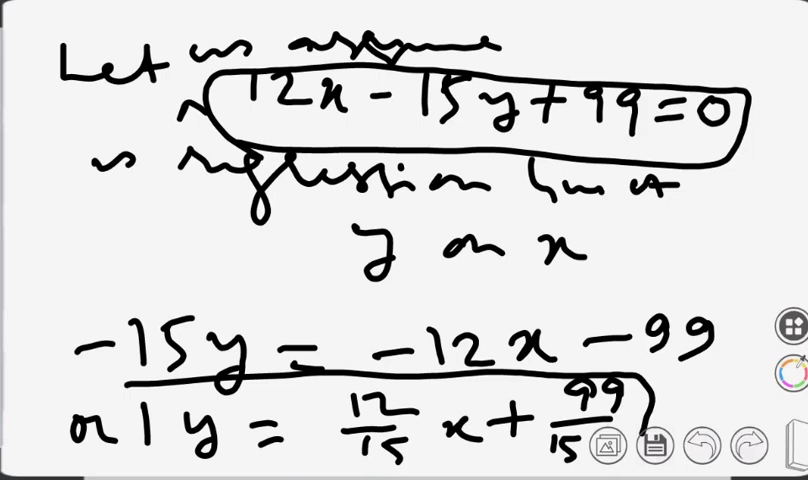 Let us assume
12x - 15y + 99 = 0
is regression line of
y on x
-15y = -12x - 99
or, y = 12/15 x + 99/15